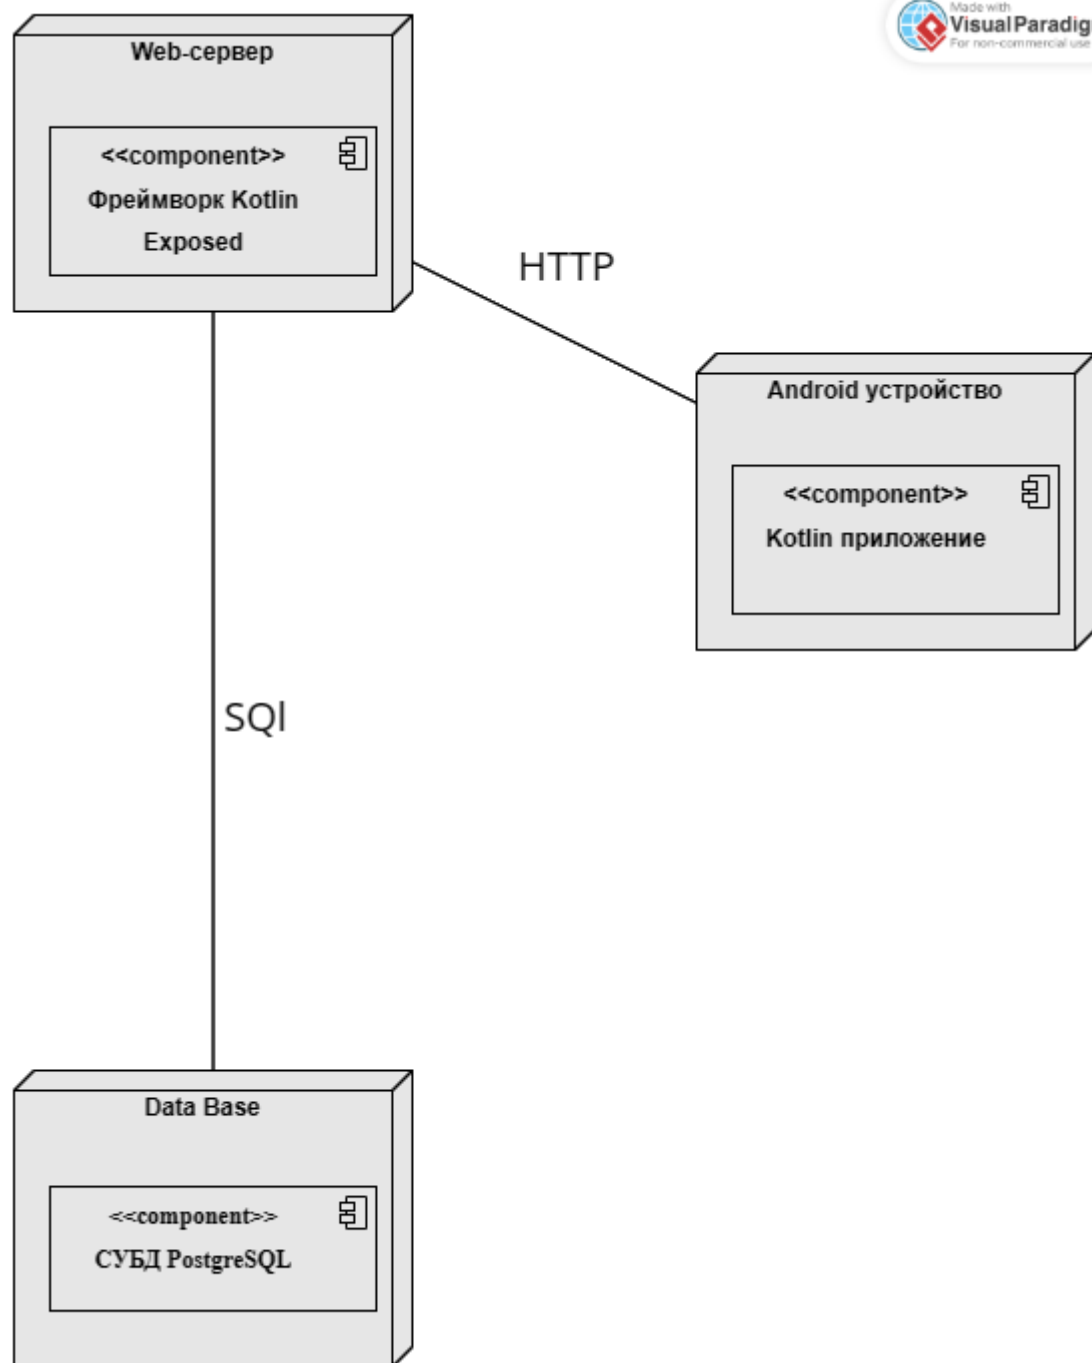 Made with
Visual Paradig
For non-commercial use
Web-сервер
<<component>>
Фреймворк Kotlin
Exposed
HTTP
Android устройство
<<component>>
Kotlin приложение
SQl
Data Base
<<component>>
СУБД PostgreSQL